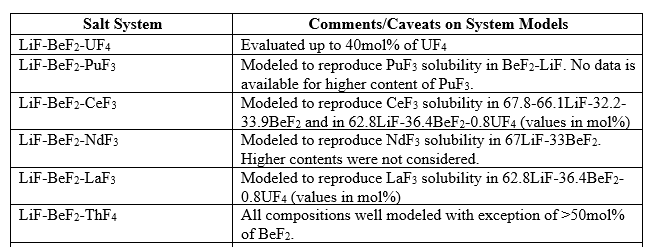 Salt System Comments/Caveats on System Models
LiF-BeF2-UF4 Evaluated up to 40mol% of UF4
LiF-BeF2-PuF3 Modeled to reproduce PuF3 solubility in BeF2-LiF. No data is
available for higher content of PuF3.
LiF-BeF2-CeF3 Modeled to reproduce CeF3 solubility in 67.8-66.1LiF-32.2-
33.9BeF2 and in 62.8LiF-36.4BeF2-0.8UF4 (values in mol%)
LiF-BeF2-NdF3 Modeled to reproduce NdF3 solubility in 67LiF-33BeF2.
Higher contents were not considered.
LiF-BeF2-LaF3 Modeled to reproduce LaF3 solubility in 62.8LiF-36.4BeF2-
0.8UF4 (values in mol%)
LiF-BeF2-ThF4 All compositions well modeled with exception of >50mol%
of BeF2.